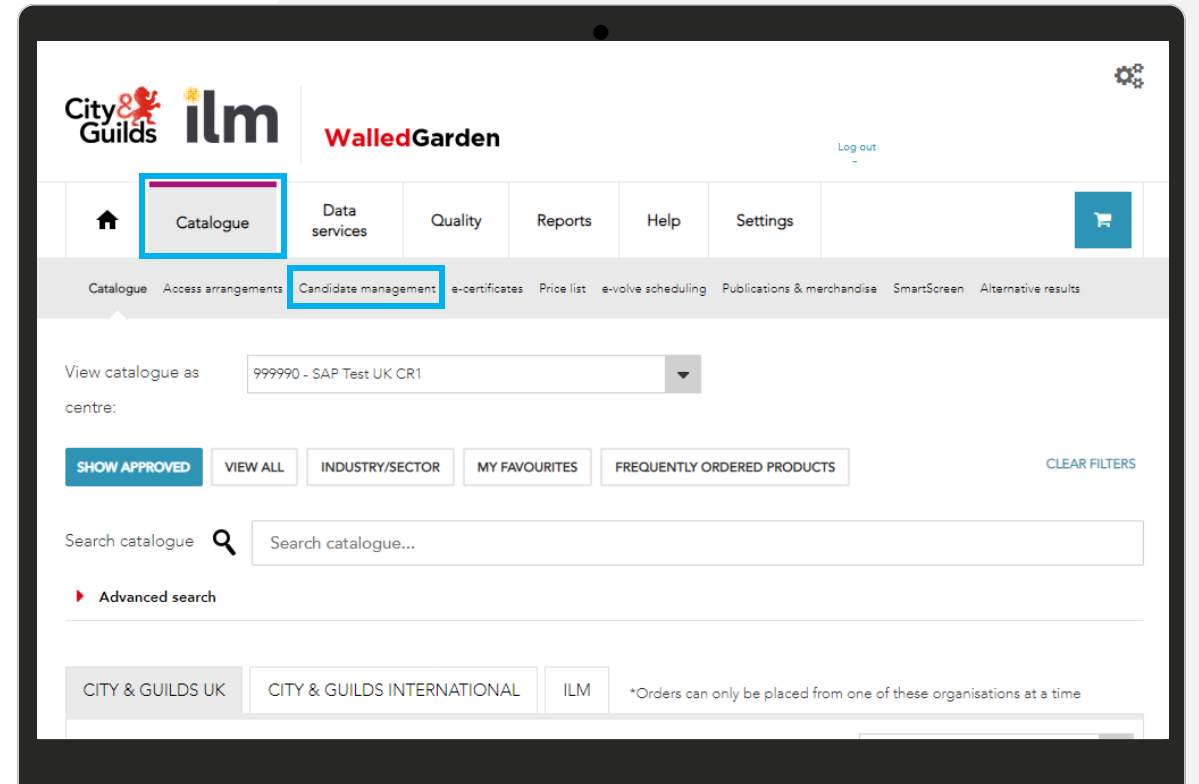 City&
Guilds
ilm
WalledGarden
Log out
Catalogue
Data
services
Quality
Reports
Help
Settings
Catalogue Access arrangements Candidate management e-certificates Price list e-volve scheduling Publications & merchandise SmartScreen Alternative results
View catalogue as
centre:
999990 - SAP Test UK CR1
SHOW APPROVED VIEW ALL INDUSTRY/SECTOR MY FAVOURITES FREQUENTLY ORDERED PRODUCTS CLEAR FILTERS
Search catalogue Search catalogue...
Advanced search
CITY & GUILDS UK CITY & GUILDS INTERNATIONAL ILM *Orders can only be placed from one of these organisations at a time